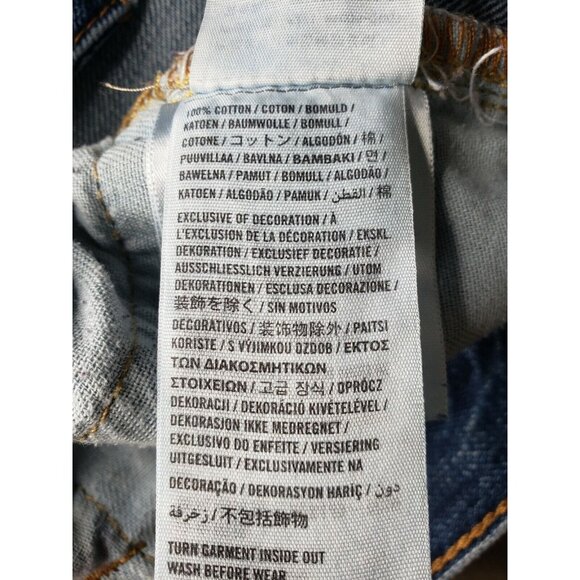 100% COTTON / COTON / BOMULD /
KATOEN / BAUMWOLLE / BOMULL /
COTONE / コットン / ALGODÓN / 棉 /
PUUVILLAA / BAVLNA / ΒΑΜΒΑΚΙ / 면 /
BAWEŁNA / PAMUT / BOMULL / ALGODÃO /
KATOEN / ALGODÃO / PAMUK / القطن / 棉
EXCLUSIVE OF DECORATION / À
L'EXCLUSION DE LA DÉCORATION / EKSKL.
DEKORATION / EXCLUSIEF DECORATIE /
AUSSCHLIESSLICH VERZIERUNG / UTOM
DEKORATIONEN / ESCLUSA DECORAZIONE /
装飾を除く / SIN MOTIVOS
DECORATIVOS / 装饰物除外 / PAITSI
KORISTE / S VÝJIMKOU OZDOB / ΕΚΤΟΣ
ΤΩΝ ΔΙΑΚΟΣΜΗΤΙΚΩΝ
ΣΤΟΙΧΕΙΩΝ / 고급 장식 / OPRÓCZ
DEKORACJI / DEKORÁCIÓ KIVÉTELÉVEL /
DEKORASJON IKKE MEDREGNET /
EXCLUSIVO DO ENFEITE / VERSIERING
UITGESLUIT / EXCLUSIVAMENTE NA
DECORAÇÃO / DEKORASYON HARİÇ / دون
زخرفة / 不包括飾物
TURN GARMENT INSIDE OUT
WASH BEFORE WEAR